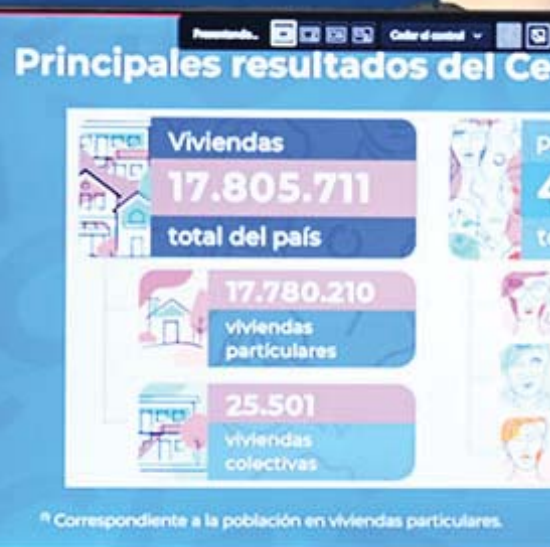 Presentando...
Ceder el control
Principales resultados del Ce
Viviendas
17.805.711
total del país
17.780.210
viviendas
particulares
25.501
viviendas
colectivas
P
4
t
⁽¹⁾ Correspondiente a la población en viviendas particulares.